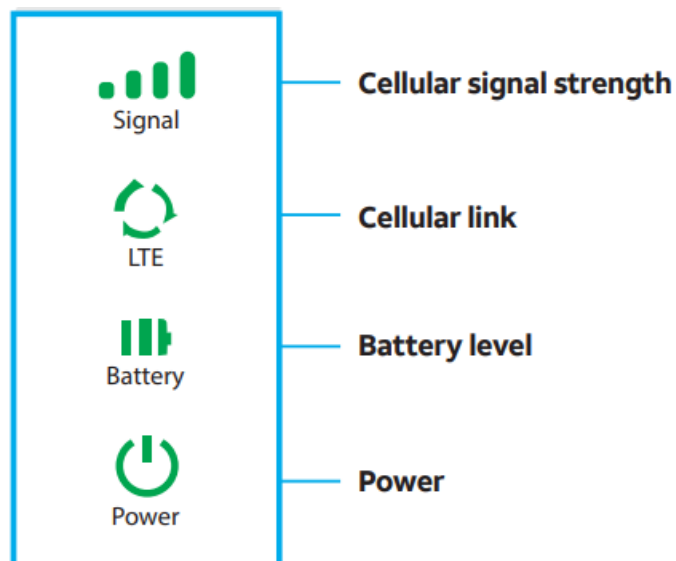 Signal
Cellular signal strength
LTE
Cellular link
Battery
Battery level
Power
Power